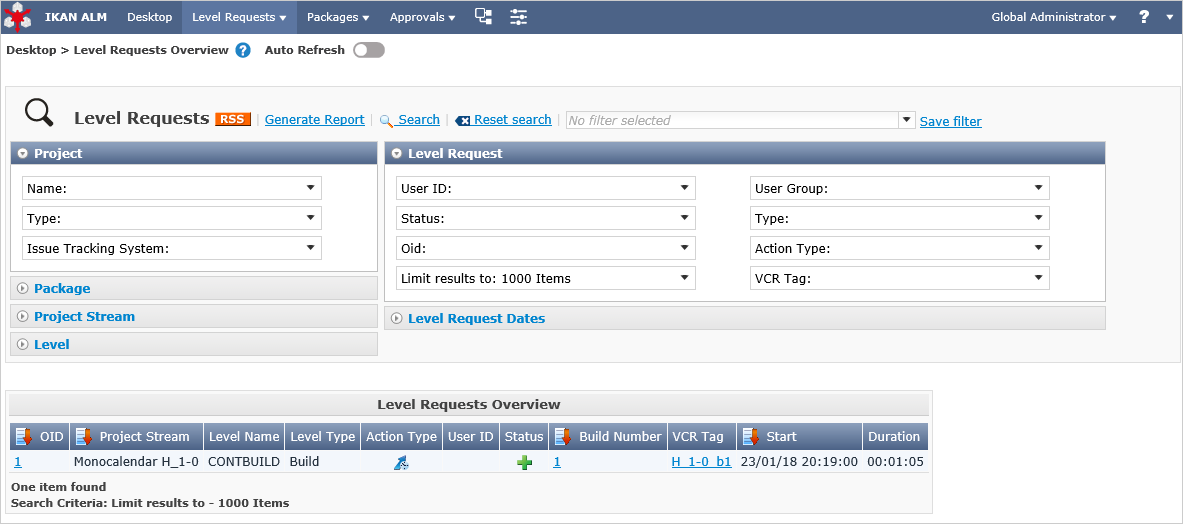 IKAN ALM Desktop Level Requests Packages Approvals Global Administrator ?
Desktop > Level Requests Overview ? Auto Refresh
Level Requests RSS | Generate Report | Search | Reset search | No filter selected Save filter
Project
Name:
Type:
Issue Tracking System:
Package
Project Stream
Level
Level Request
User ID: User Group:
Status: Type:
Oid: Action Type:
Limit results to: 1000 Items VCR Tag:
Level Request Dates
Level Requests Overview
OID Project Stream Level Name Level Type Action Type User ID Status Build Number VCR Tag Start Duration
1 Monocalendar H_1-0 CONTBUILD Build 1 H_1-0_b1 23/01/18 20:19:00 00:01:05
One item found
Search Criteria: Limit results to - 1000 Items